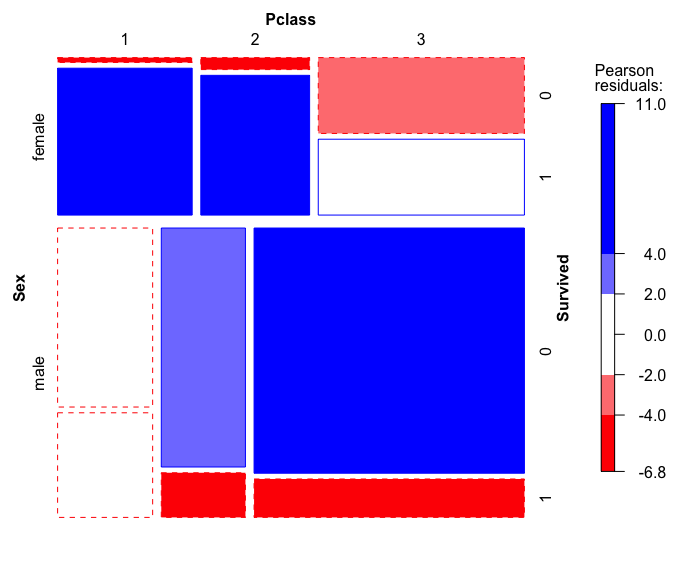 Pclass
1 2 3
Pearson
residuals:
11.0
4.0
2.0
0.0
-2.0
-4.0
-6.8
female
male
Sex
0
1
0
1
Survived